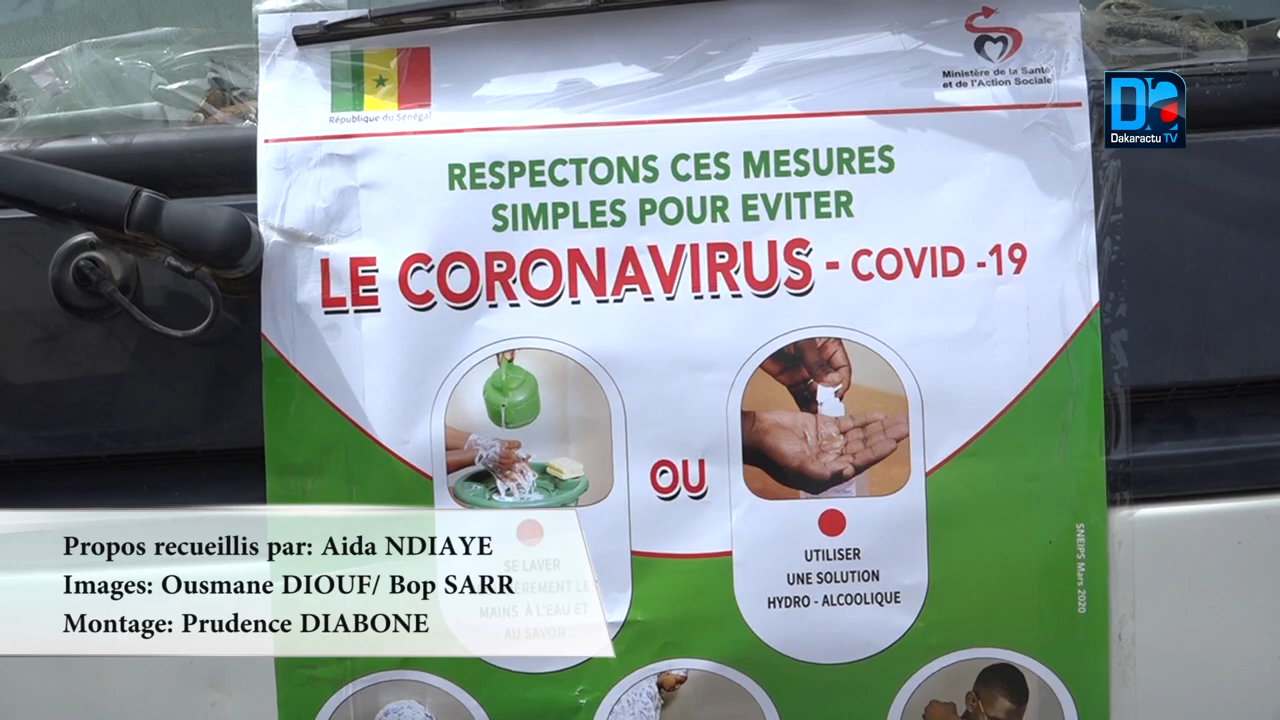 République du Sénégal
Ministère de la Santé
et de l'Action Sociale
Dakaractu TV
RESPECTONS CES MESURES
SIMPLES POUR EVITER
LE CORONAVIRUS - COVID -19
OU
SE LAVER
LES
MAINS À L'EAU ET
AU SAVON
UTILISER
UNE SOLUTION
HYDRO - ALCOOLIQUE
SNEIPS Mars 2020
Propos recueillis par: Aida NDIAYE
Images: Ousmane DIOUF/ Bop SARR
Montage: Prudence DIABONE